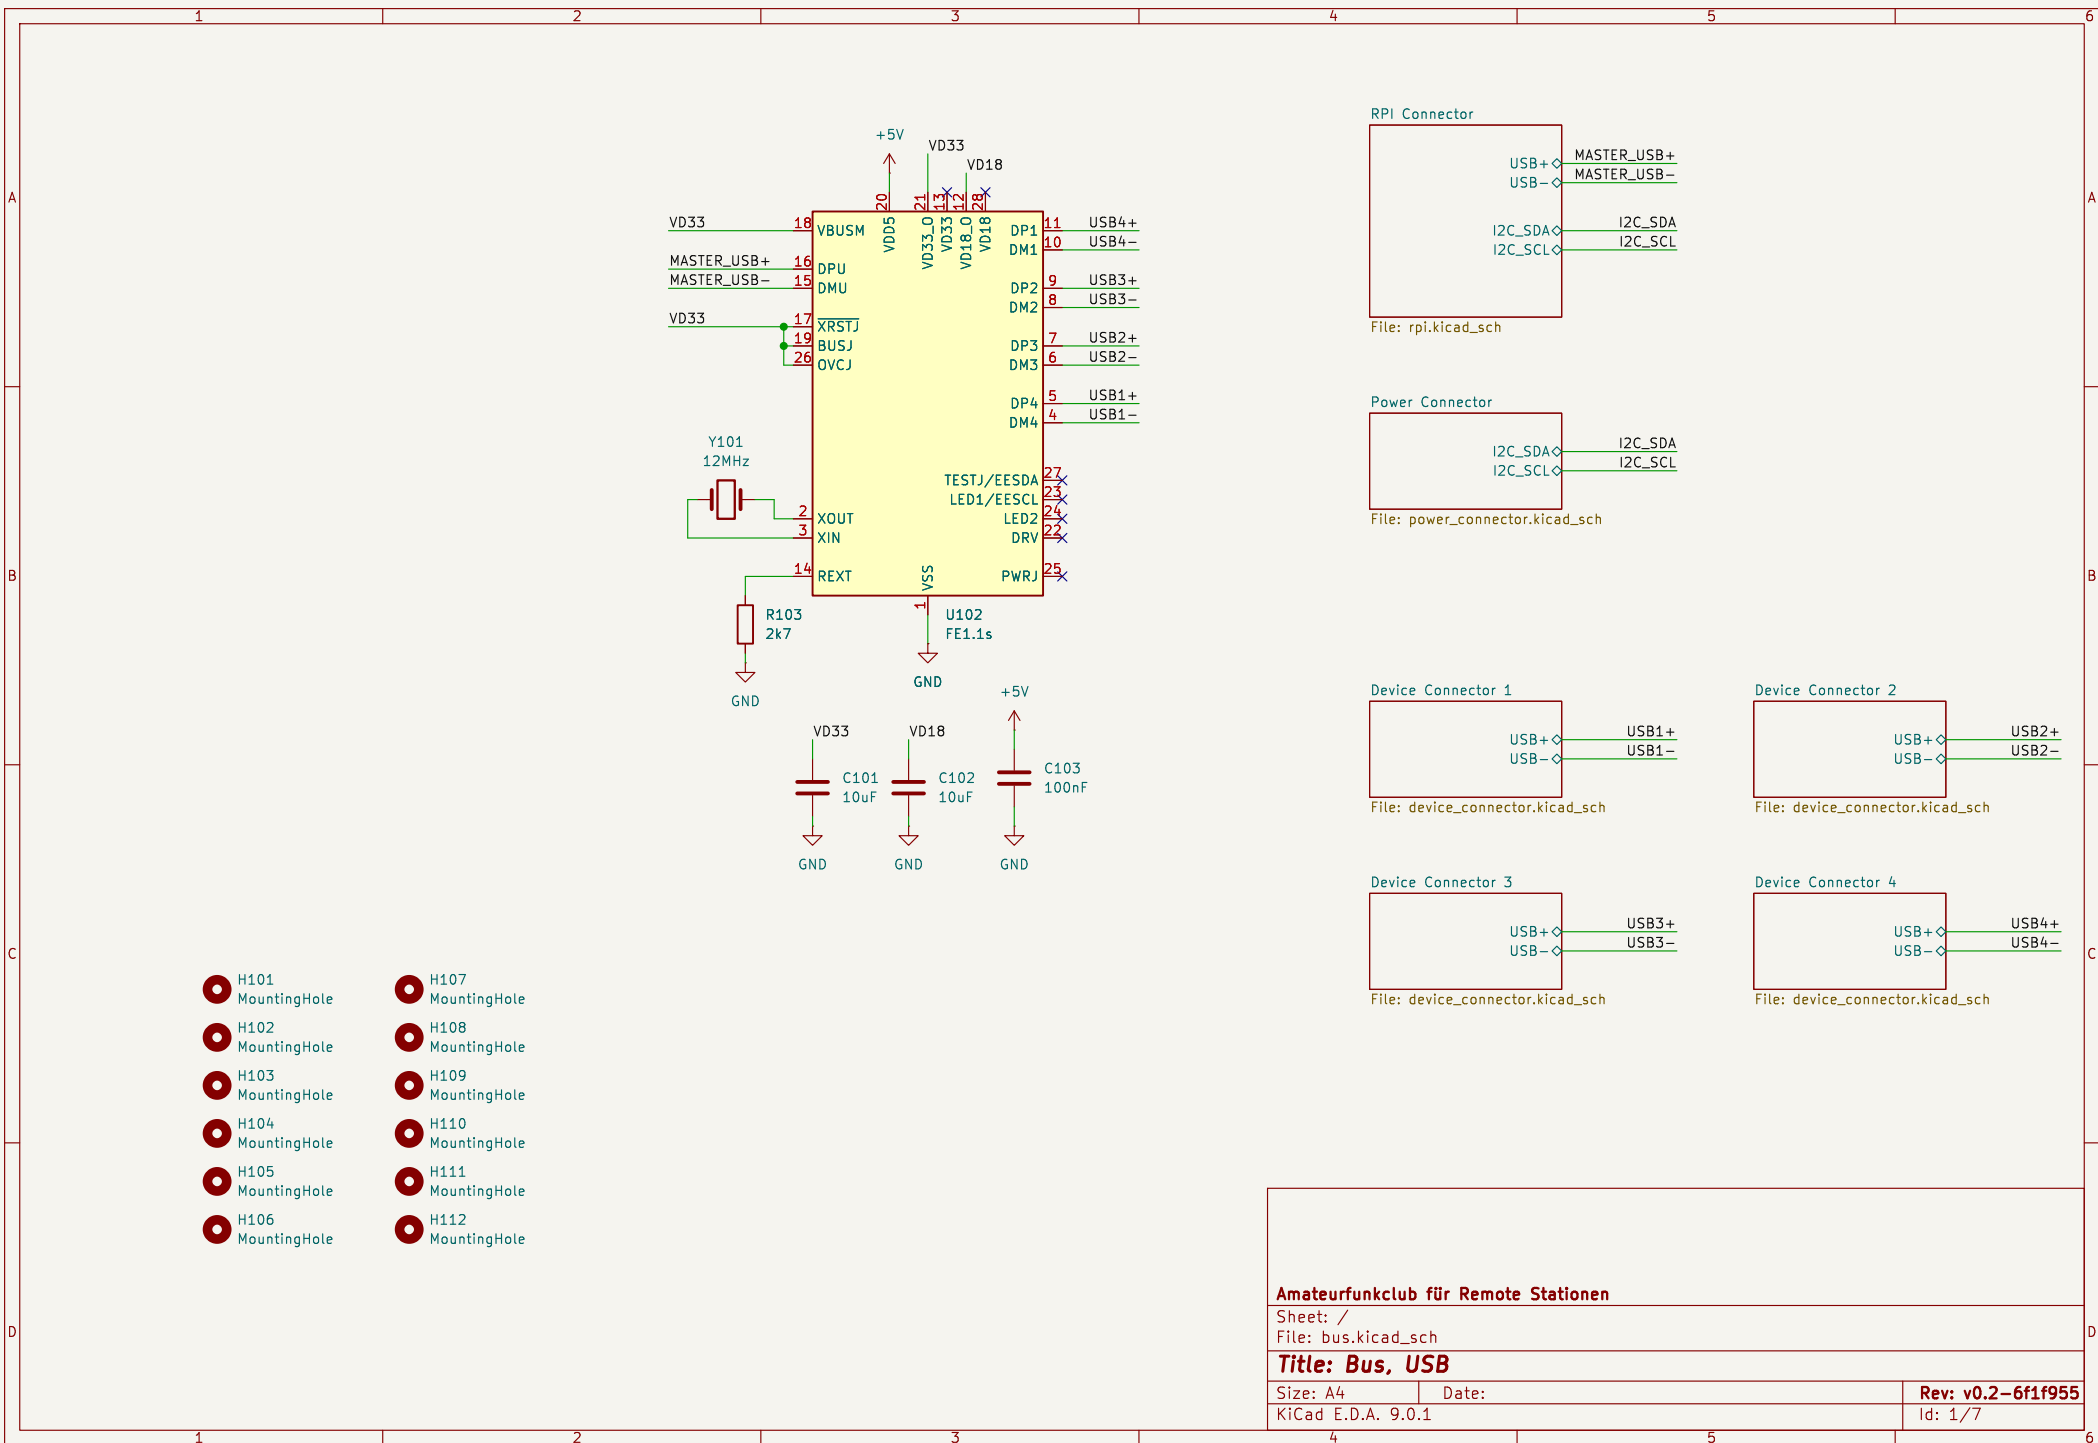 1 2 3 4 5 6
A
B
C
D
+5V
VD33
VD18
20 21 13 12 28
VDD5 VD33_O VD33 VD18_O VD18
VD33 18 VBUSM
MASTER_USB+ 16 DPU
MASTER_USB- 15 DMU
VD33 17 XRSTJ
19 BUSJ
26 OVCJ
Y101
12MHz
2 XOUT
3 XIN
14 REXT
R103
2k7
GND
DP1 11 USB4+
DM1 10 USB4-
DP2 9 USB3+
DM2 8 USB3-
DP3 7 USB2+
DM3 6 USB2-
DP4 5 USB1+
DM4 4 USB1-
TESTJ/EESDA 27
LED1/EESCL 23
LED2 24
DRV 22
PWRJ 25
VSS
1
U102
FE1.1s
GND
VD33
C101
10uF
GND
VD18
C102
10uF
GND
+5V
C103
100nF
GND
RPI Connector
USB+ MASTER_USB+
USB- MASTER_USB-
I2C_SDA I2C_SDA
I2C_SCL I2C_SCL
File: rpi.kicad_sch
Power Connector
I2C_SDA I2C_SDA
I2C_SCL I2C_SCL
File: power_connector.kicad_sch
Device Connector 1
USB+ USB1+
USB- USB1-
File: device_connector.kicad_sch
Device Connector 2
USB+ USB2+
USB- USB2-
File: device_connector.kicad_sch
Device Connector 3
USB+ USB3+
USB- USB3-
File: device_connector.kicad_sch
Device Connector 4
USB+ USB4+
USB- USB4-
File: device_connector.kicad_sch
H101
MountingHole
H102
MountingHole
H103
MountingHole
H104
MountingHole
H105
MountingHole
H106
MountingHole
H107
MountingHole
H108
MountingHole
H109
MountingHole
H110
MountingHole
H111
MountingHole
H112
MountingHole
Amateurfunkclub für Remote Stationen
Sheet: /
File: bus.kicad_sch
Title: Bus, USB
Size: A4 Date: Rev: v0.2-6f1f955
KiCad E.D.A. 9.0.1 Id: 1/7
A
B
C
D
1 2 3 4 5 6